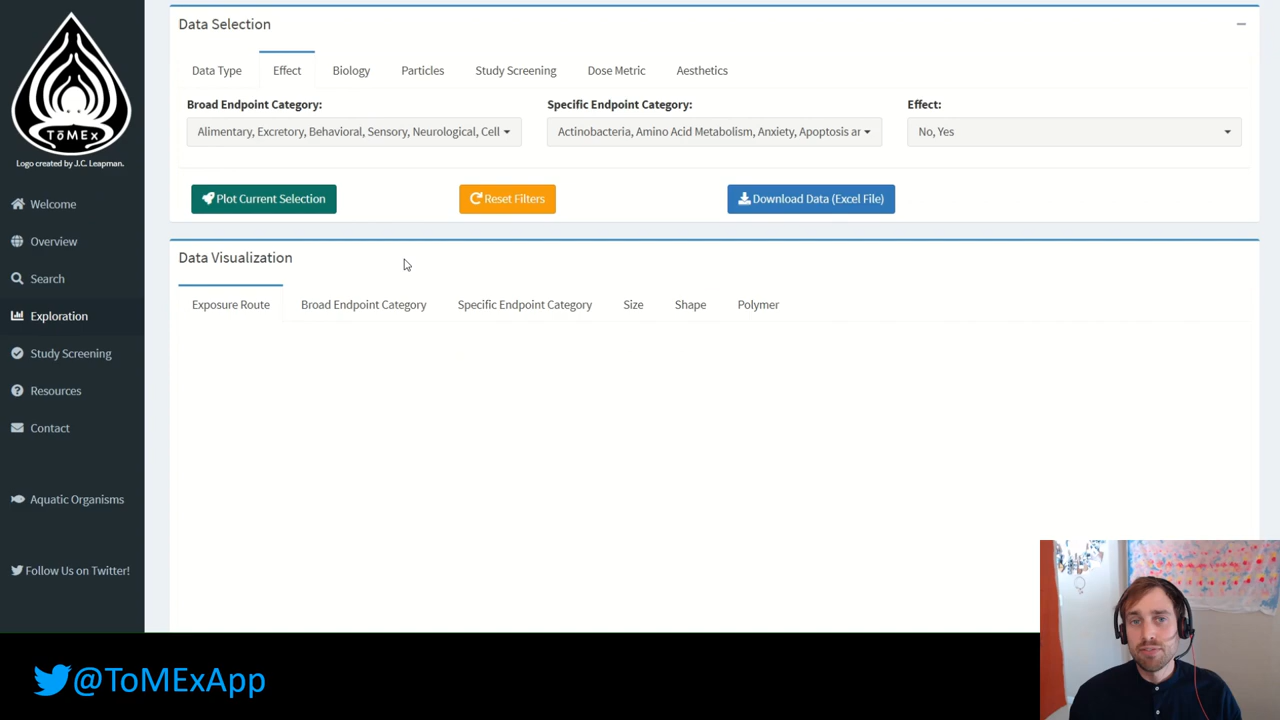 Data Selection
Data Type Effect Biology Particles Study Screening Dose Metric Aesthetics
Broad Endpoint Category: Specific Endpoint Category: Effect:
Alimentary, Excretory, Behavioral, Sensory, Neurological, Cell Actinobacteria, Amino Acid Metabolism, Anxiety, Apoptosis ar No, Yes
Plot Current Selection Reset Filters Download Data (Excel File)
Data Visualization
Exposure Route Broad Endpoint Category Specific Endpoint Category Size Shape Polymer
TōMEx
Logo created by J.C. Leapman.
Welcome
Overview
Search
Exploration
Study Screening
Resources
Contact
Aquatic Organisms
Follow Us on Twitter!
@ToMExApp